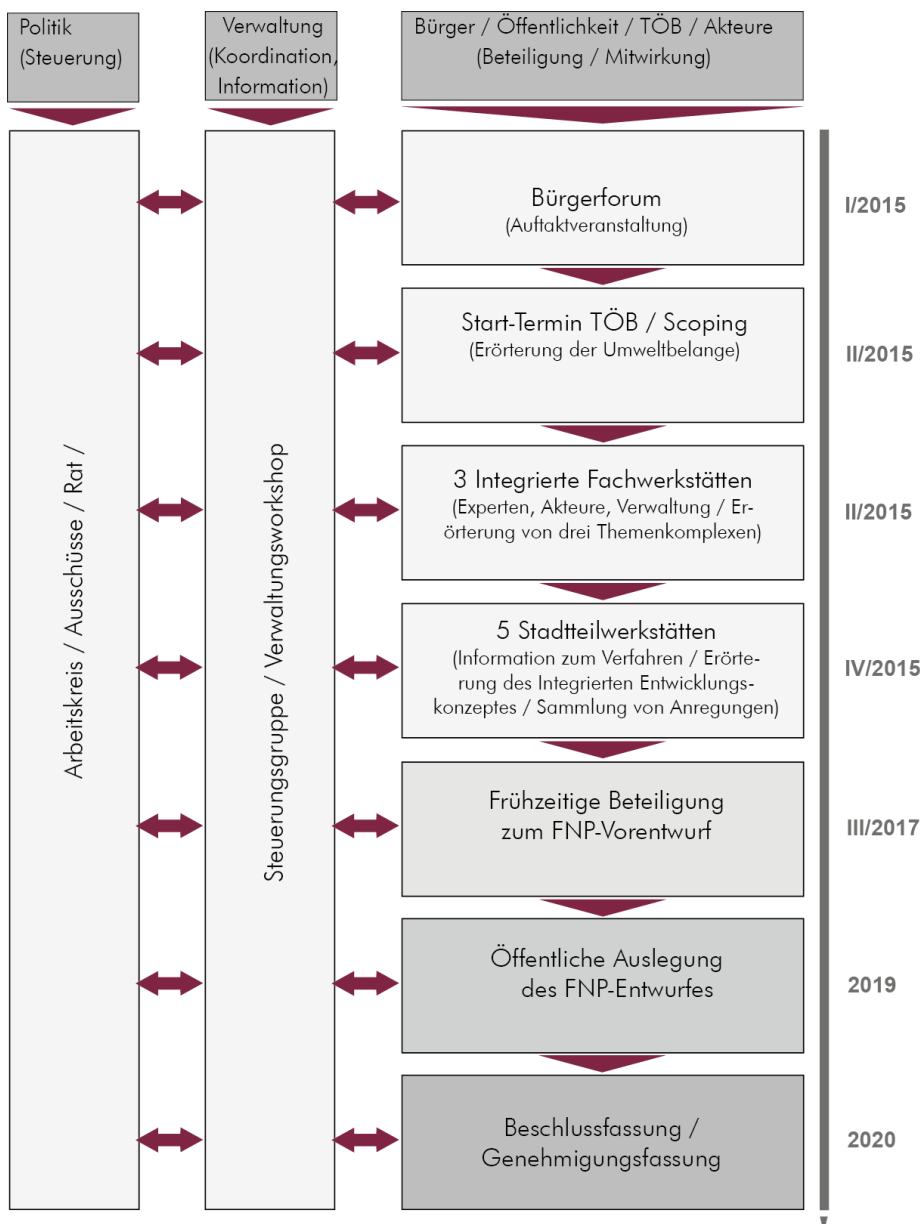 Politik
(Steuerung)
Verwaltung
(Koordination,
Information)
Bürger / Öffentlichkeit / TÖB / Akteure
(Beteiligung / Mitwirkung)
Arbeitskreis / Ausschüsse / Rat /
Steuerungsgruppe / Verwaltungsworkshop
Bürgerforum
(Auftaktveranstaltung)
I/2015
Start-Termin TÖB / Scoping
(Erörterung der Umweltbelange)
II/2015
3 Integrierte Fachwerkstätten
(Experten, Akteure, Verwaltung / Er-
örterung von drei Themenkomplexen)
II/2015
5 Stadtteilwerkstätten
(Information zum Verfahren / Erörte-
rung des Integrierten Entwicklungs-
konzeptes / Sammlung von Anregungen)
IV/2015
Frühzeitige Beteiligung
zum FNP-Vorentwurf
III/2017
Öffentliche Auslegung
des FNP-Entwurfes
2019
Beschlussfassung /
Genehmigungsfassung
2020